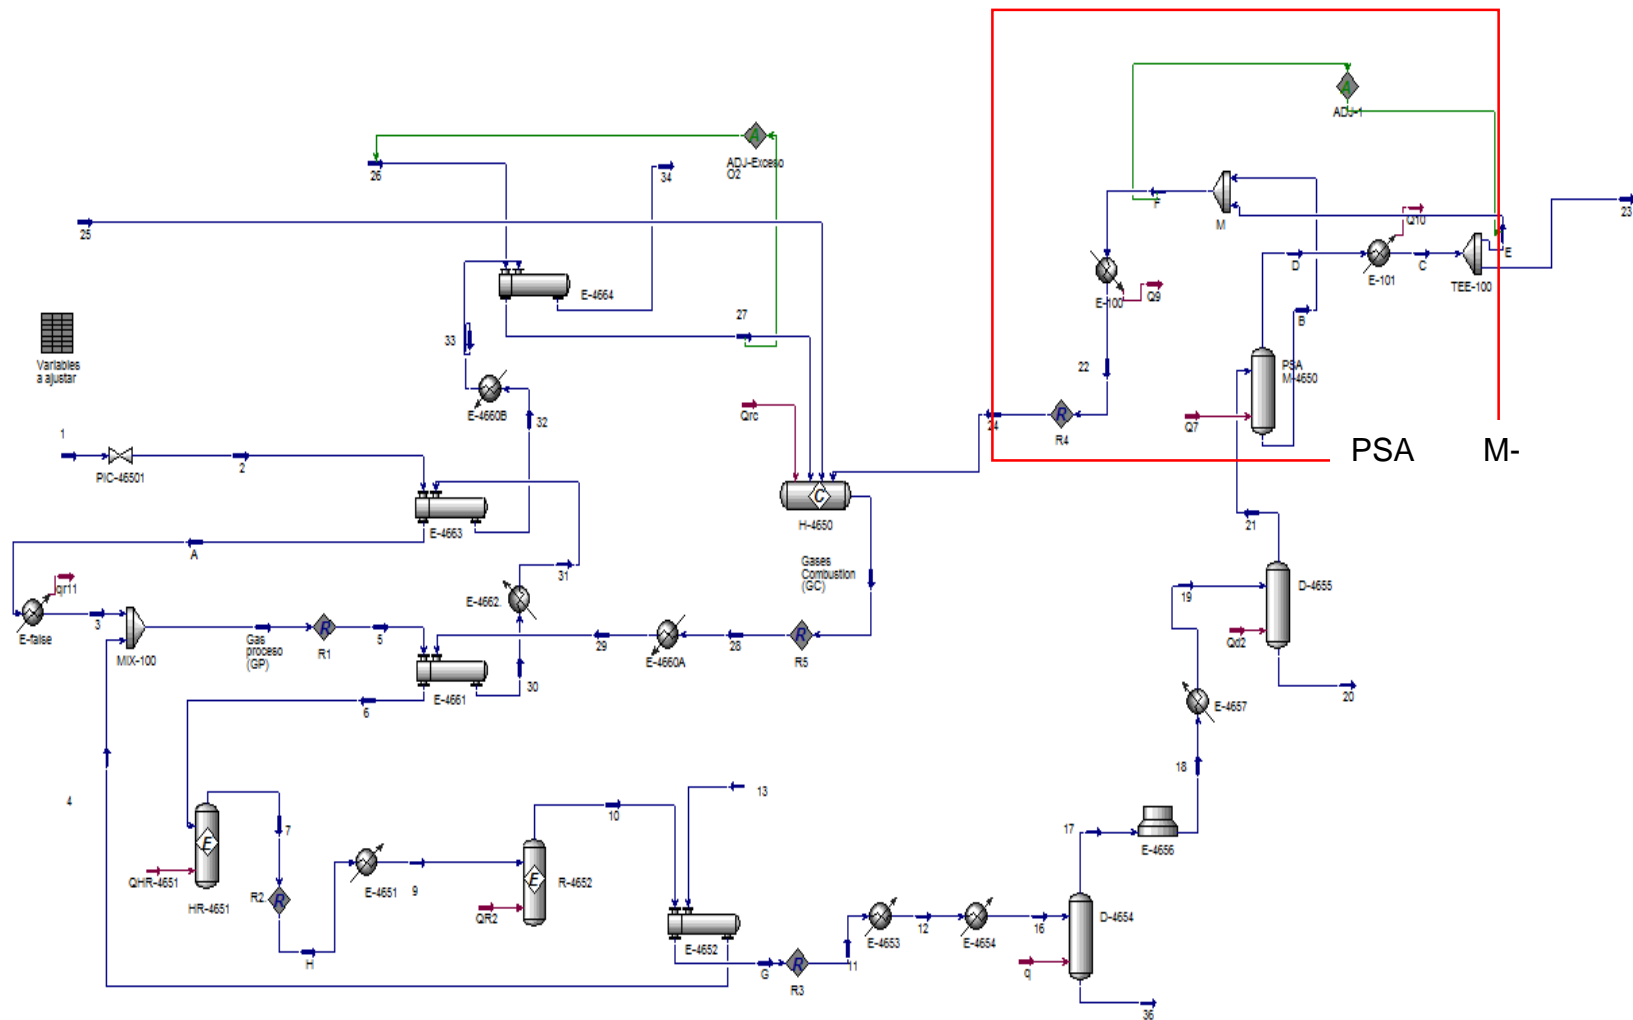 ADJ-1
ADJ-Exceso
O2
26
34
25
F
M
Q10
23
D
E-101
C
TEE-100
E
E-100
Q9
E-4664
B
27
33
22
Variables
a ajustar
PSA
M-4650
E-4660B
Qrc
24
R4
Q7
32
1
PIC-46501
2
PSA M-
C
H-4650
E-4663
21
A
Gases
Combustion
(GC)
31
qr11
E-4662.
19
D-4655
E-false
3
MIX-100
Gas
proceso
(GP)
R
R1
5
29
E-4660A
28
R
R5
Qd2
E-4661
30
20
6
E-4657
18
4
13
10
7
17
E-4656
E
QHR-4651
HR-4651
R2.
R
E-4651
9
E
R-4652
QR2
E-4652
E-4653
12
E-4654
16
D-4654
H
G
R
R3
11
q
36